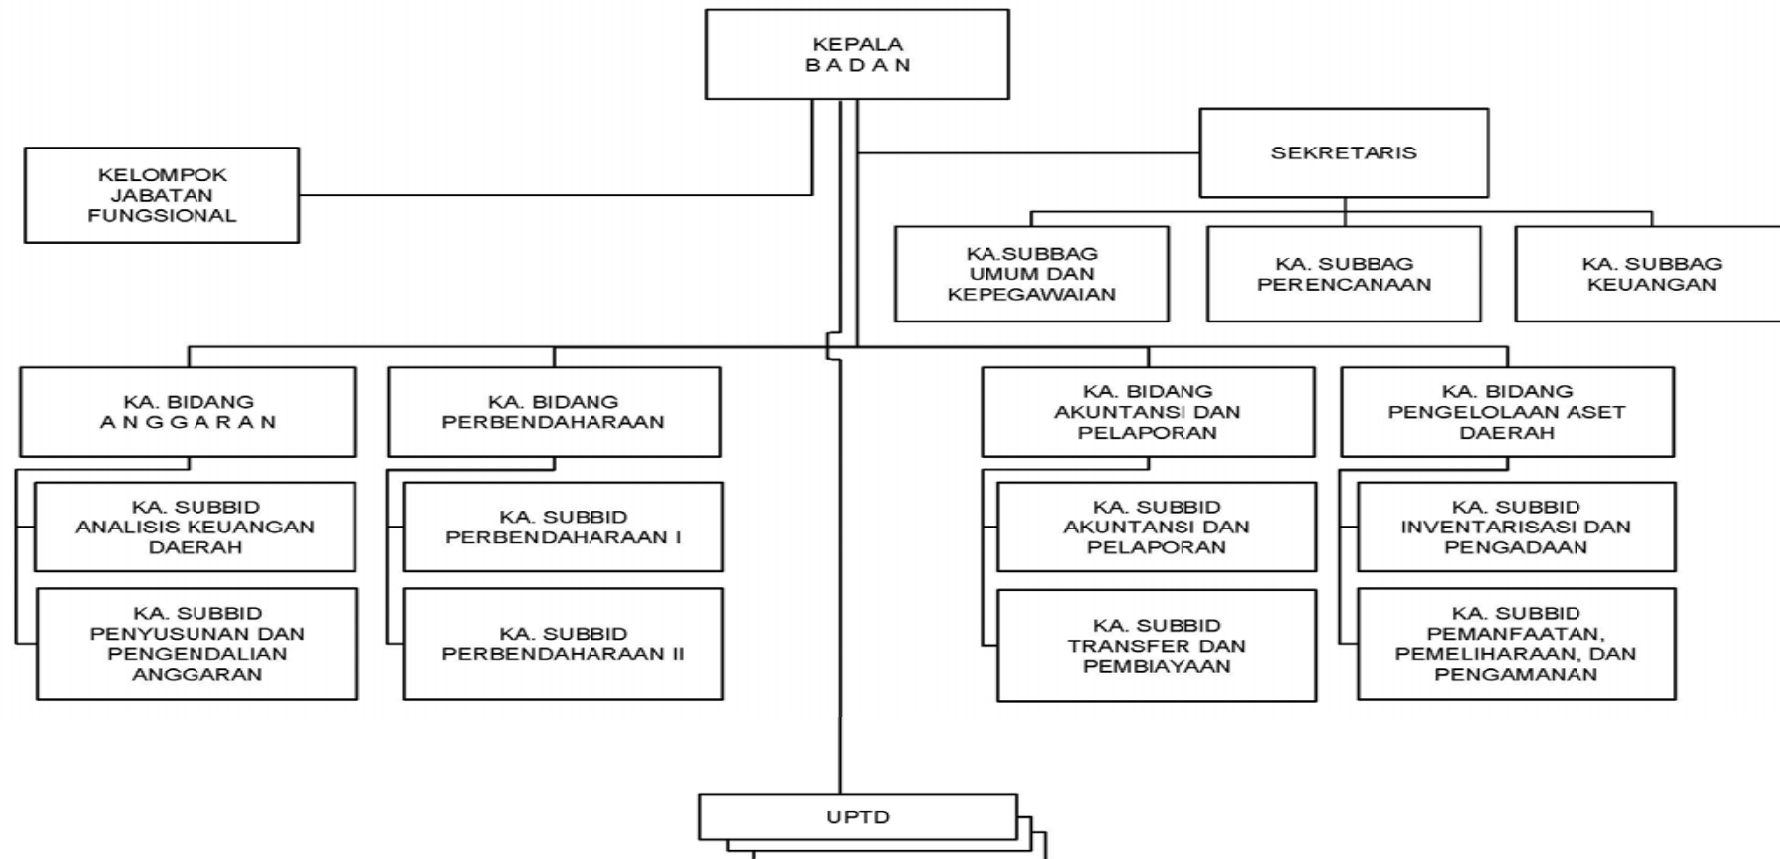 KEPALA
B A D A N
SEKRETARIS
KELOMPOK
JABATAN
FUNGSIONAL
KA.SUBBAG
UMUM DAN
KEPEGAWAIAN
KA. SUBBAG
PERENCANAAN
KA. SUBBAG
KEUANGAN
KA. BIDANG
A N G G A R A N
KA. BIDANG
PERBENDAHARAAN
KA. BIDANG
AKUNTANSI DAN
PELAPORAN
KA. BIDANG
PENGELOLAAN ASET
DAERAH
KA. SUBBID
ANALISIS KEUANGAN
DAERAH
KA. SUBBID
PERBENDAHARAAN I
KA. SUBBID
AKUNTANSI DAN
PELAPORAN
KA. SUBBID
INVENTARISASI DAN
PENGADAAN
KA. SUBBID
PENYUSUNAN DAN
PENGENDALIAN
ANGGARAN
KA. SUBBID
PERBENDAHARAAN II
KA. SUBBID
TRANSFER DAN
PEMBIAYAAN
KA. SUBBID
PEMANFAATAN,
PEMELIHARAAN, DAN
PENGAMANAN
UPTD